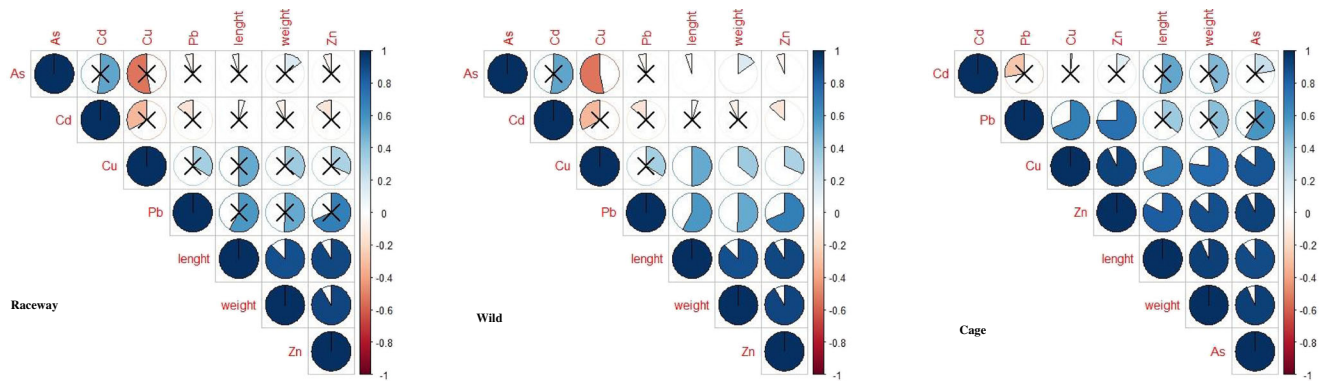 As Cd Cu Pb lenght weight Zn
As
Cd
Cu
Pb
lenght
weight
Zn
Raceway
1
0.8
0.6
0.4
0.2
0
-0.2
-0.4
-0.6
-0.8
-1
As Cd Cu Pb lenght weight Zn
As
Cd
Cu
Pb
lenght
weight
Zn
Wild
1
0.8
0.6
0.4
0.2
0
-0.2
-0.4
-0.6
-0.8
-1
Cd Pb Cu Zn lenght weight As
Cd
Pb
Cu
Zn
lenght
weight
As
Cage
1
0.8
0.6
0.4
0.2
0
-0.2
-0.4
-0.6
-0.8
-1